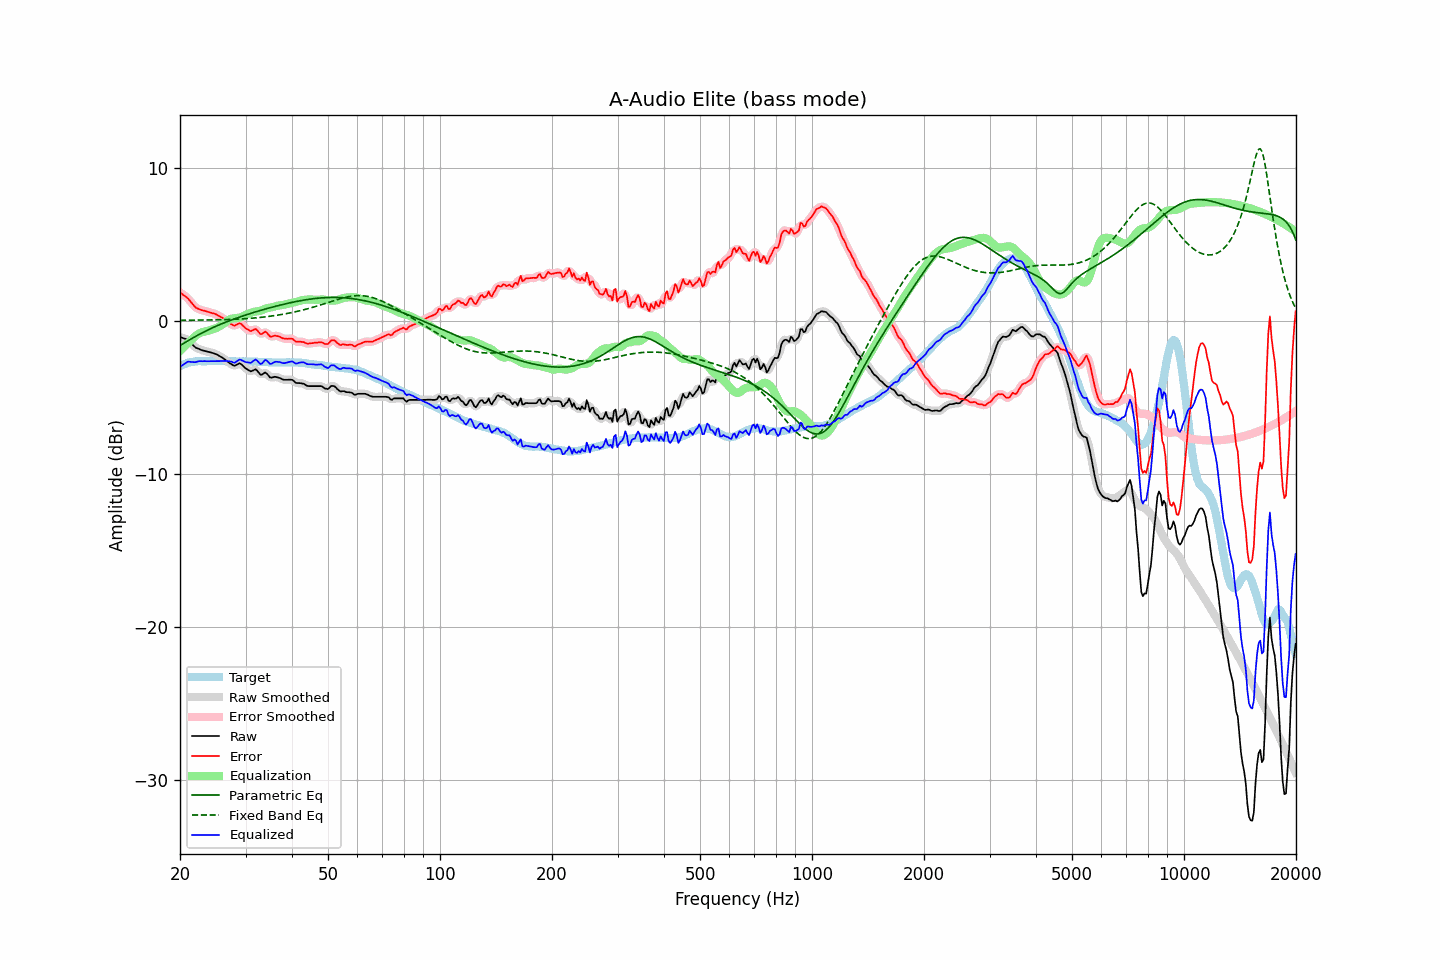 A-Audio Elite (bass mode)
10
0
−10
−20
−30
Amplitude (dBr)
Target
Raw Smoothed
Error Smoothed
Raw
Error
Equalization
Parametric Eq
Fixed Band Eq
Equalized
20 50 100 200 500 1000 2000 5000 10000 20000
Frequency (Hz)